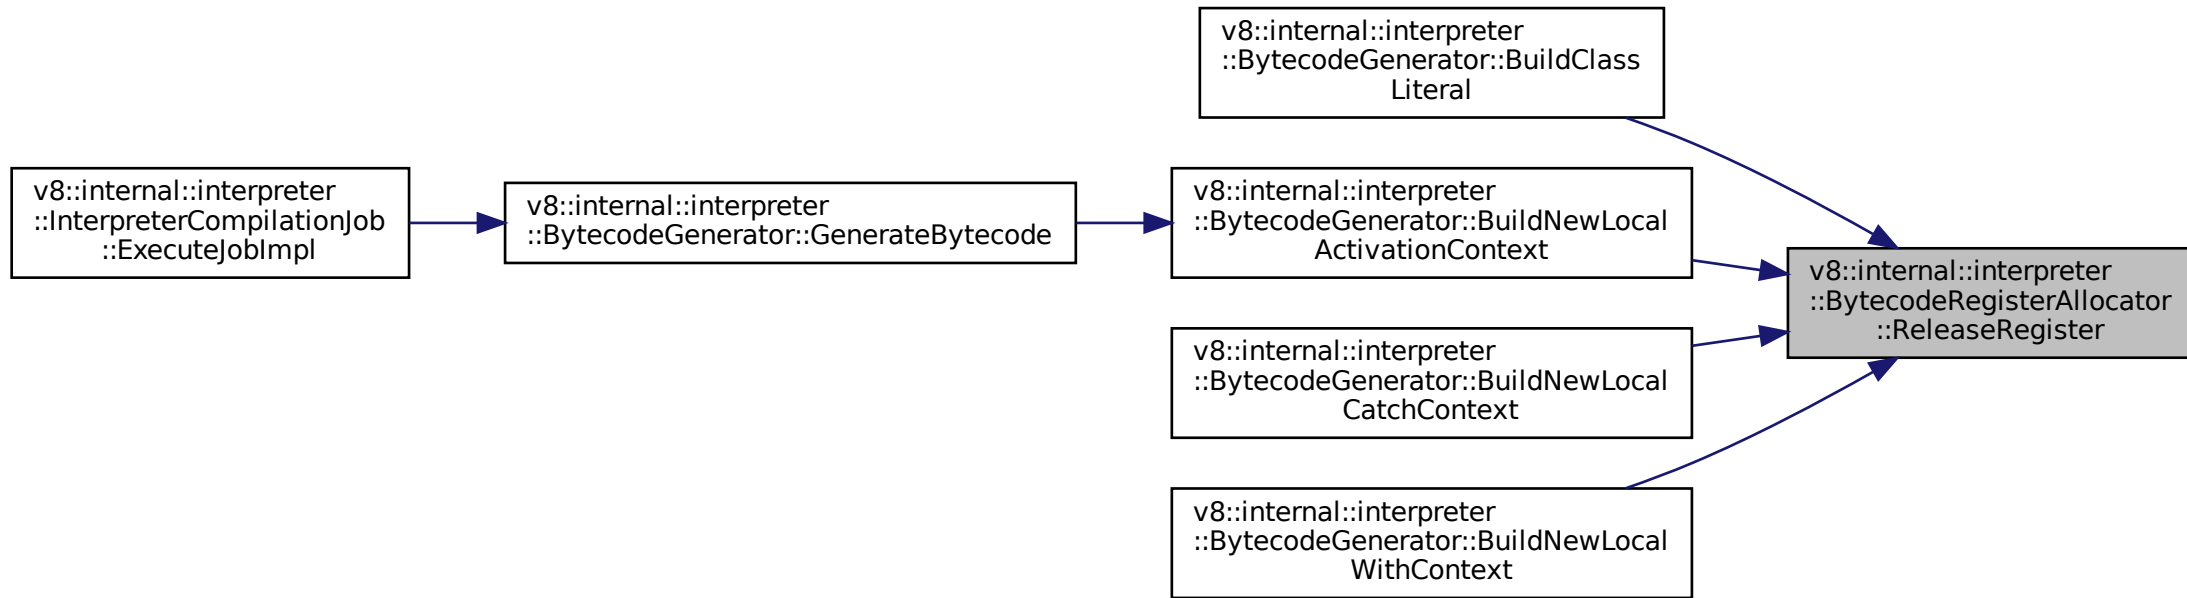 v8::internal::interpreter
::BytecodeGenerator::BuildClass
Literal
v8::internal::interpreter
::InterpreterCompilationJob
::ExecuteJobImpl
v8::internal::interpreter
::BytecodeGenerator::GenerateBytecode
v8::internal::interpreter
::BytecodeGenerator::BuildNewLocal
ActivationContext
v8::internal::interpreter
::BytecodeRegisterAllocator
::ReleaseRegister
v8::internal::interpreter
::BytecodeGenerator::BuildNewLocal
CatchContext
v8::internal::interpreter
::BytecodeGenerator::BuildNewLocal
WithContext